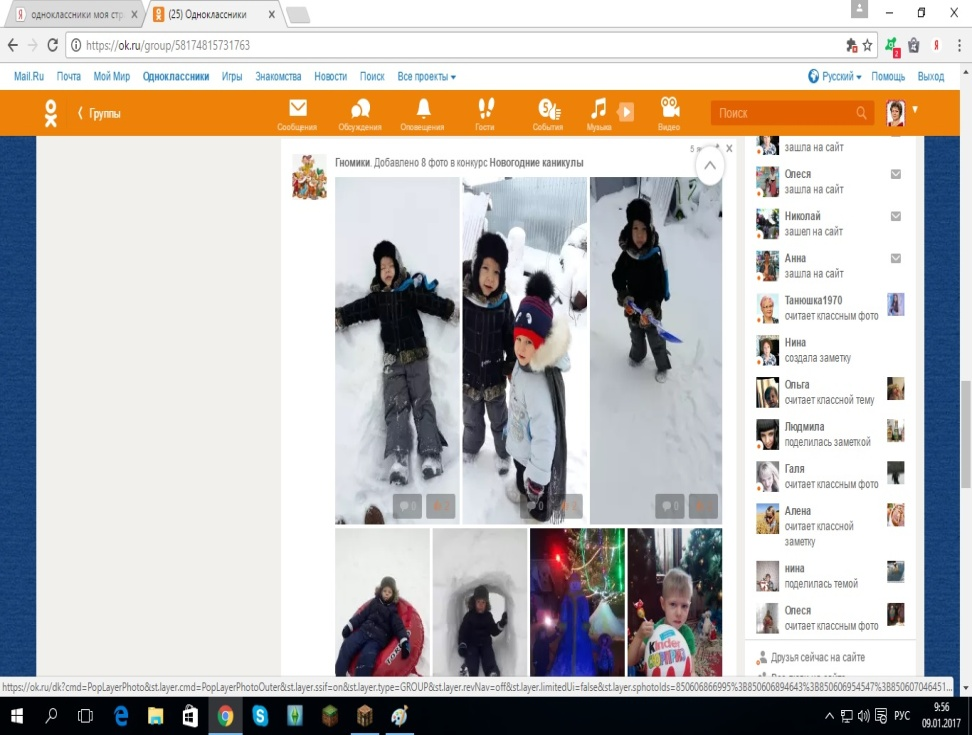 одноклассники моя стр
(25) Одноклассники
https://ok.ru/group/58174815731763
Mail.Ru Почта Мой Мир Одноклассники Игры Знакомства Новости Поиск Все проекты Русский Помощь Выход
Группы
Сообщения Обсуждения Оповещения Гости События Музыка Видео
Поиск
Гномики. Добавлено 8 фото в конкурс Новогодние каникулы
зашла на сайт
Олеся
зашла на сайт
Николай
зашел на сайт
Анна
зашла на сайт
Танюшка1970
считает классным фото
Нина
создала заметку
Ольга
считает классной тему
Людмила
поделилась заметкой
Галя
считает классным фото
Алена
считает классной
заметку
нина
поделилась темой
Олеся
считает классным фото
Друзья сейчас на сайте
0
0
0
kinder
https://ok.ru/dk?cmd=PopLayerPhoto&st.layer.cmd=PopLayerPhotoOuter&st.layer.ssif=on&st.layer.type=GROUP&st.layer.revNav=off&st.layer.limitedUi=false&st.layer.sphotoIds=850606866995%3B850606894643%3B850606954547%3B850607046451...
РУС
9:56
09.01.2017